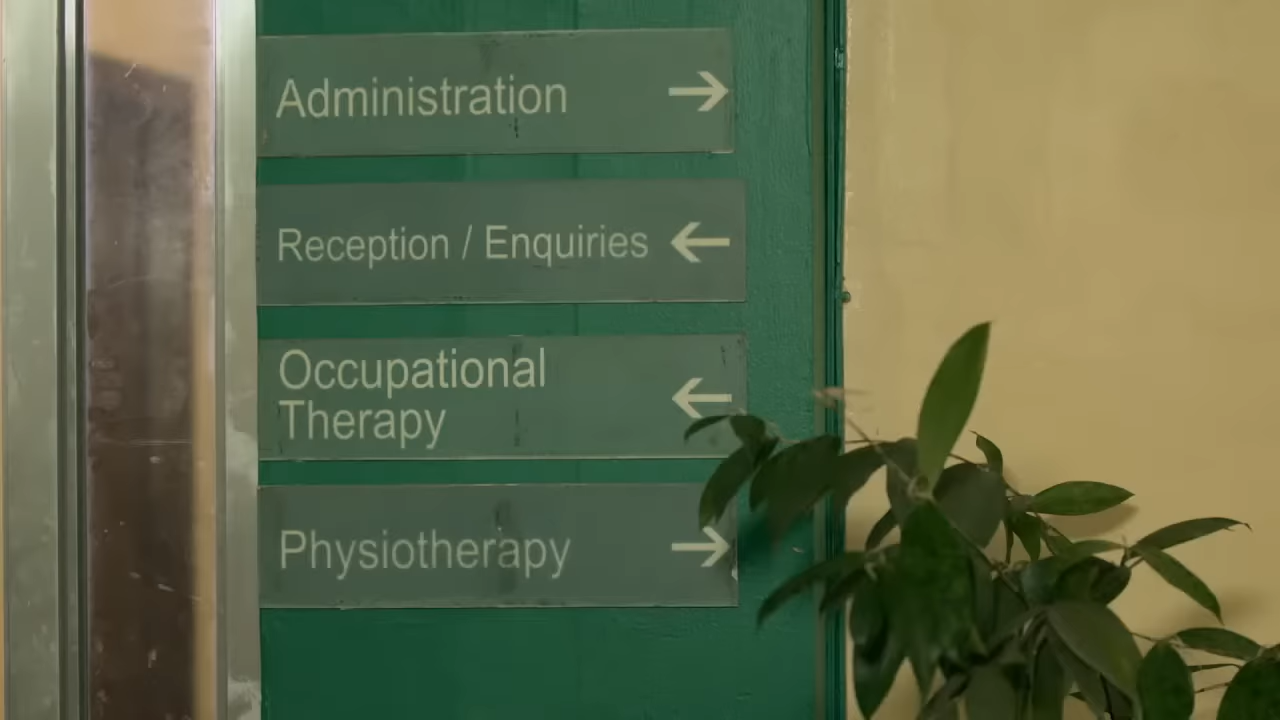 Administration →
Reception / Enquiries ←
Occupational ←
Therapy
Physiotherapy →